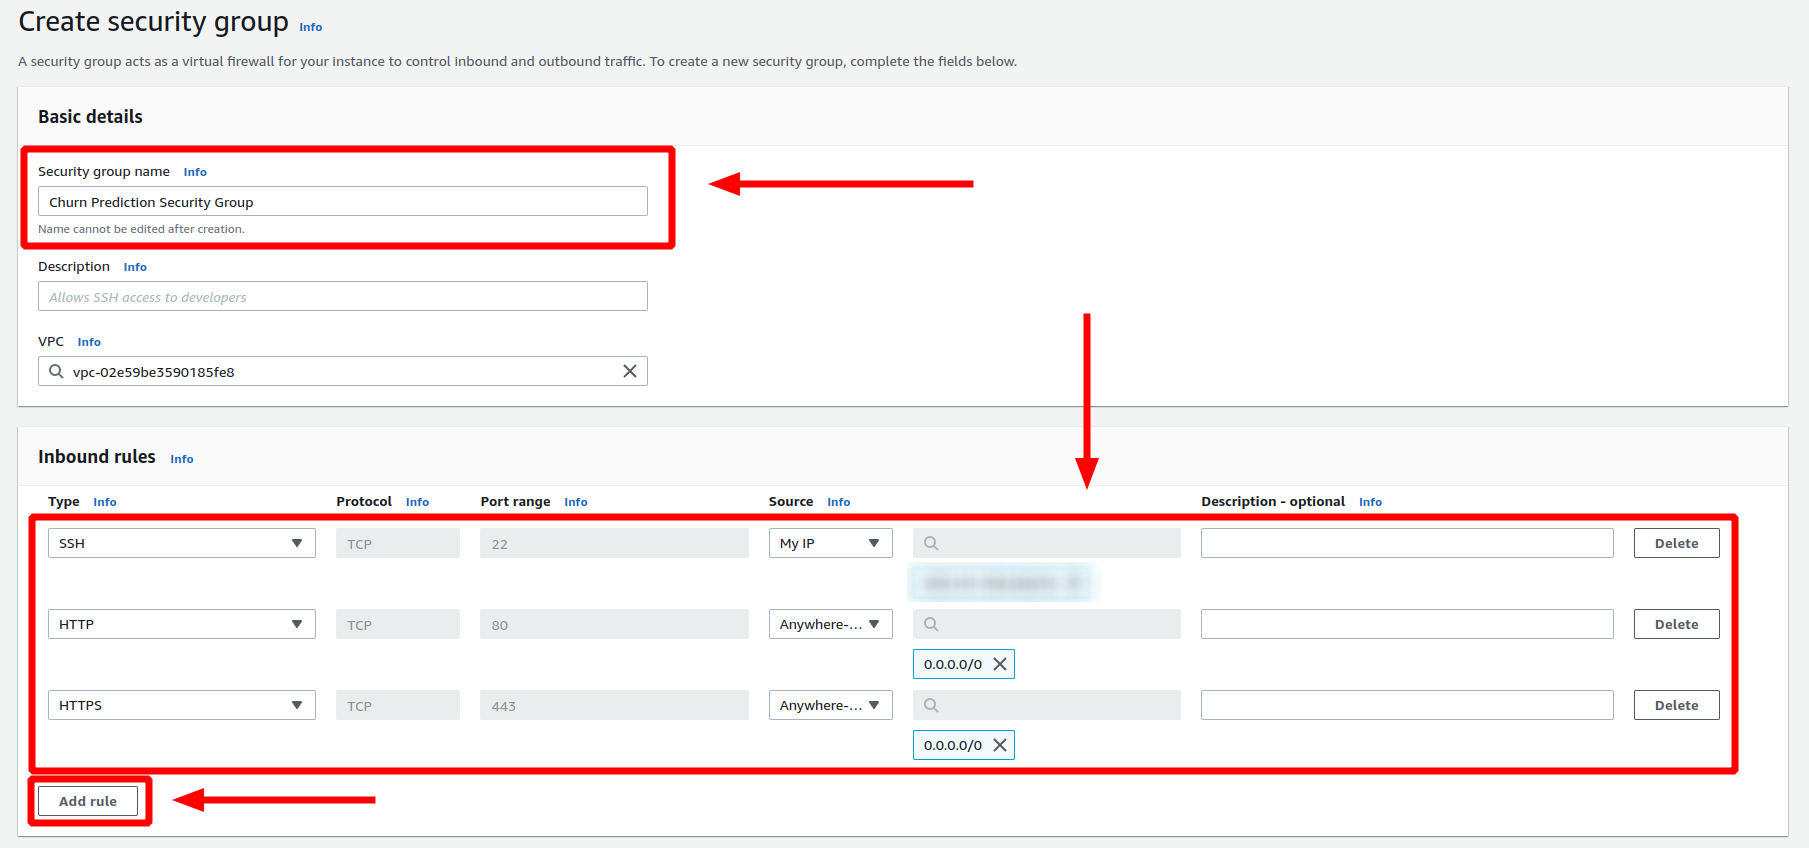 Create security group Info
A security group acts as a virtual firewall for your instance to control inbound and outbound traffic. To create a new security group, complete the fields below.
Basic details
Security group name Info
Churn Prediction Security Group
Name cannot be edited after creation.
Description Info
Allows SSH access to developers
VPC Info
vpc-02e59be3590185fe8
Inbound rules Info
Type Info Protocol Info Port range Info Source Info Description - optional Info
SSH TCP 22 My IP Delete
HTTP TCP 80 Anywhere-... Delete
0.0.0.0/0
HTTPS TCP 443 Anywhere-... Delete
0.0.0.0/0
Add rule